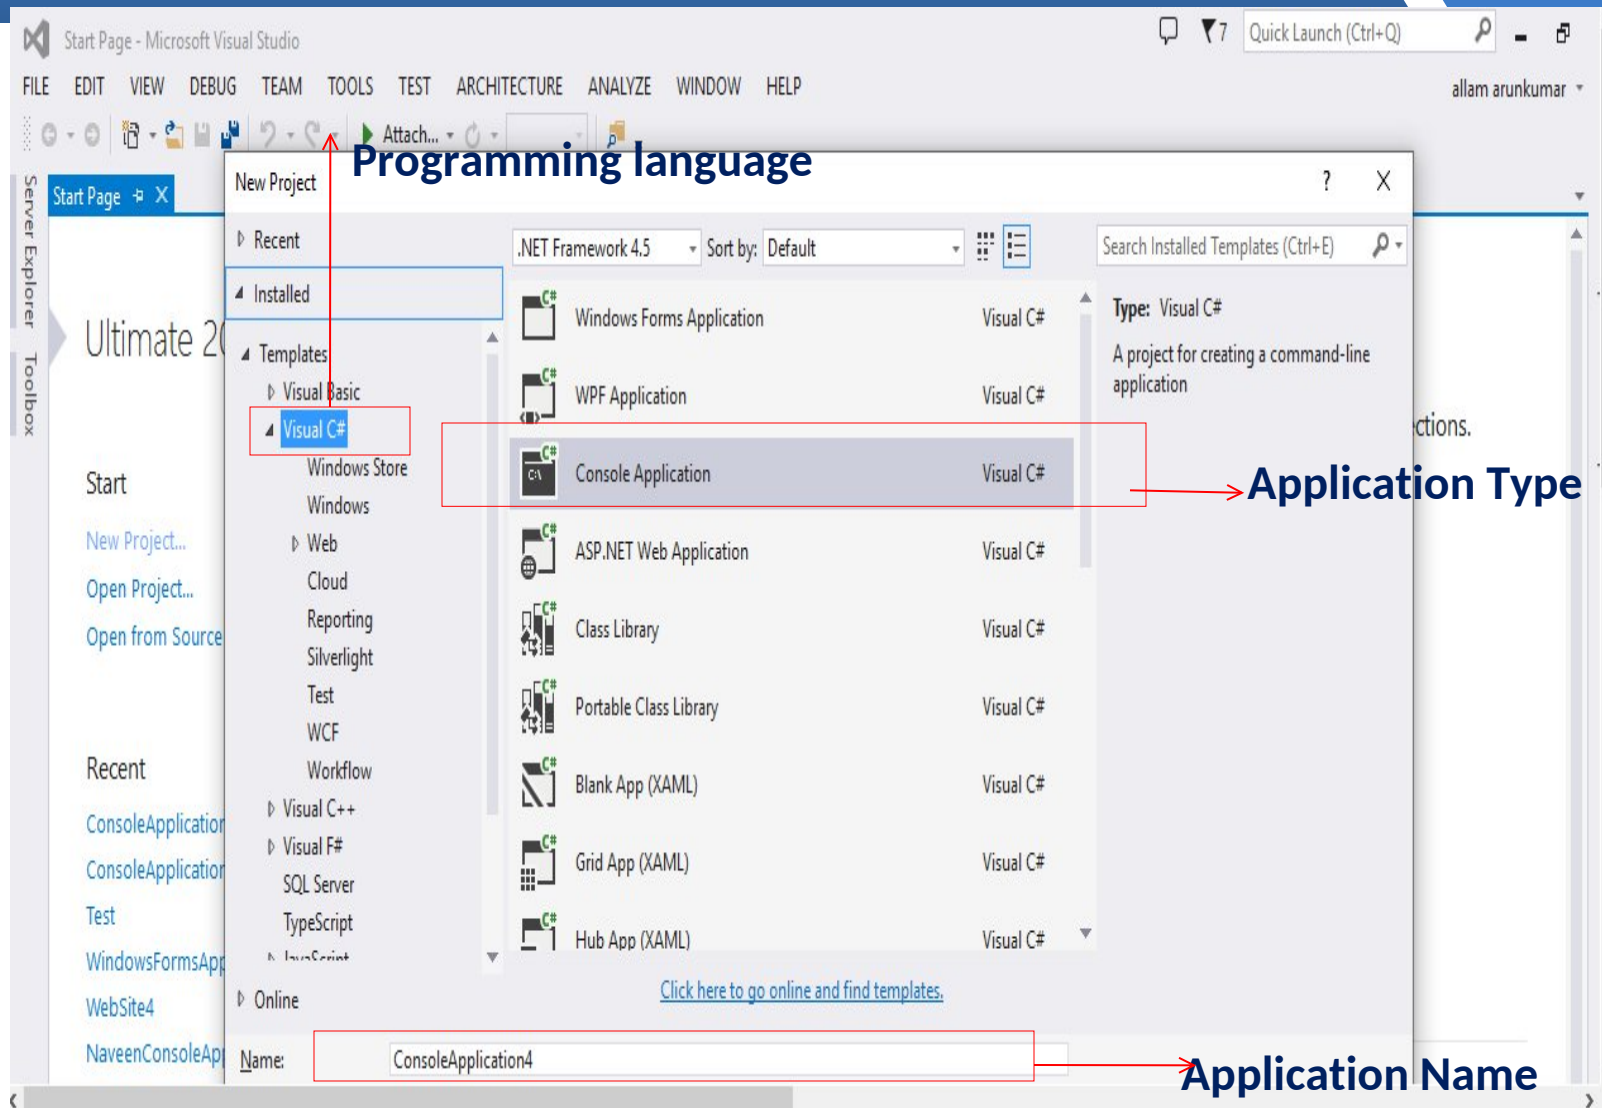 Start Page - Microsoft Visual Studio
7
Quick Launch (Ctrl+Q)
FILE EDIT VIEW DEBUG TEAM TOOLS TEST ARCHITECTURE ANALYZE WINDOW HELP
allam arunkumar
Attach...
Programming language
Server Explorer
Toolbox
Start Page
Ultimate 20
Start
New Project...
Open Project...
Open from Source
Recent
ConsoleApplication
ConsoleApplication
Test
WindowsFormsApp
WebSite4
NaveenConsoleApp
New Project
?
Recent
Installed
Templates
Visual Basic
Visual C#
Windows Store
Windows
Web
Cloud
Reporting
Silverlight
Test
WCF
Workflow
Visual C++
Visual F#
SQL Server
TypeScript
JavaScript
Online
.NET Framework 4.5
Sort by: Default
Search Installed Templates (Ctrl+E)
Windows Forms Application Visual C#
WPF Application Visual C#
Console Application Visual C#
ASP.NET Web Application Visual C#
Class Library Visual C#
Portable Class Library Visual C#
Blank App (XAML) Visual C#
Grid App (XAML) Visual C#
Hub App (XAML) Visual C#
Click here to go online and find templates.
Type: Visual C#
A project for creating a command-line
application
ctions.
Application Type
Name: ConsoleApplication4
Application Name